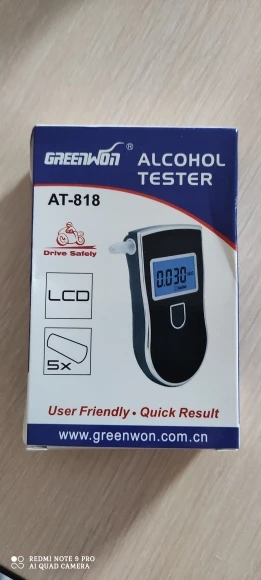 GREENWON ® ALCOHOL
TESTER
AT-818
Drive Safely
LCD
5x
0.030
User Friendly • Quick Result
www.greenwon.com.cn
REDMI NOTE 9 PRO
AI QUAD CAMERA